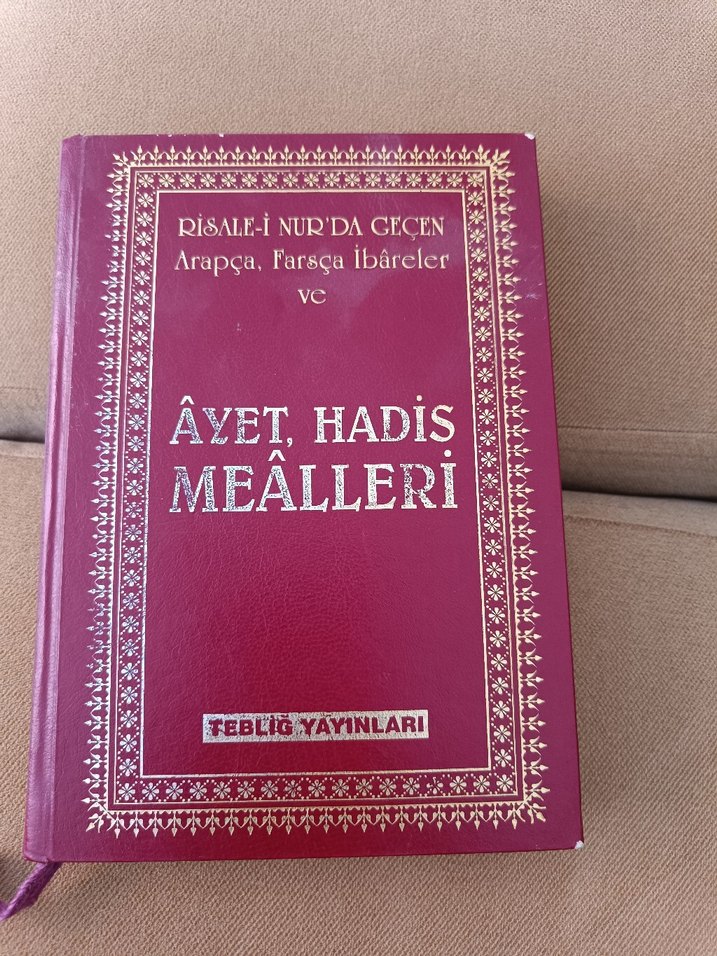 RİSALE-İ NUR'DA GEÇEN
Arapça, Farsça İbâreler
ve
ÂYET, HADİS
MEÂLLERİ
TEBLİĞ YAYINLARI